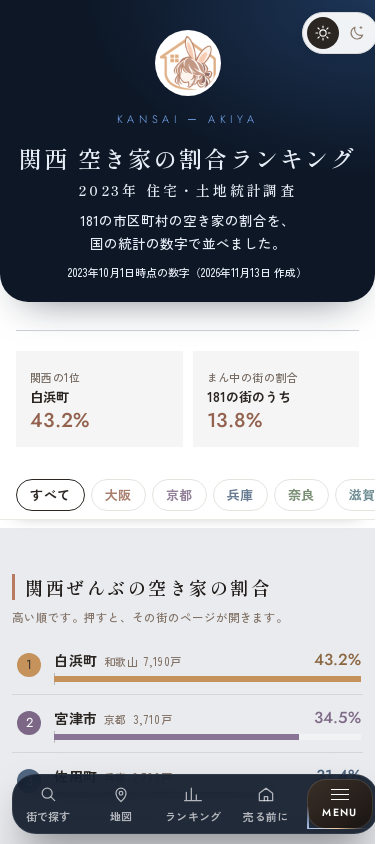 KANSAI — AKIYA
関西 空き家の割合ランキング
2023年 住宅・土地統計調査
181の市区町村の空き家の割合を、
国の統計の数字で並べました。
2023年10月1日時点の数字（2026年11月13日 作成）
関西の1位
白浜町
43.2%
まん中の街の割合
181の街のうち
13.8%
すべて 大阪 京都 兵庫 奈良 滋賀
関西ぜんぶの空き家の割合
高い順です。押すと、その街のページが開きます。
1 白浜町 和歌山 7,190戸 43.2%
2 宮津市 京都 3,710戸 34.5%
街で探す 地図 ランキング 売る前に MENU